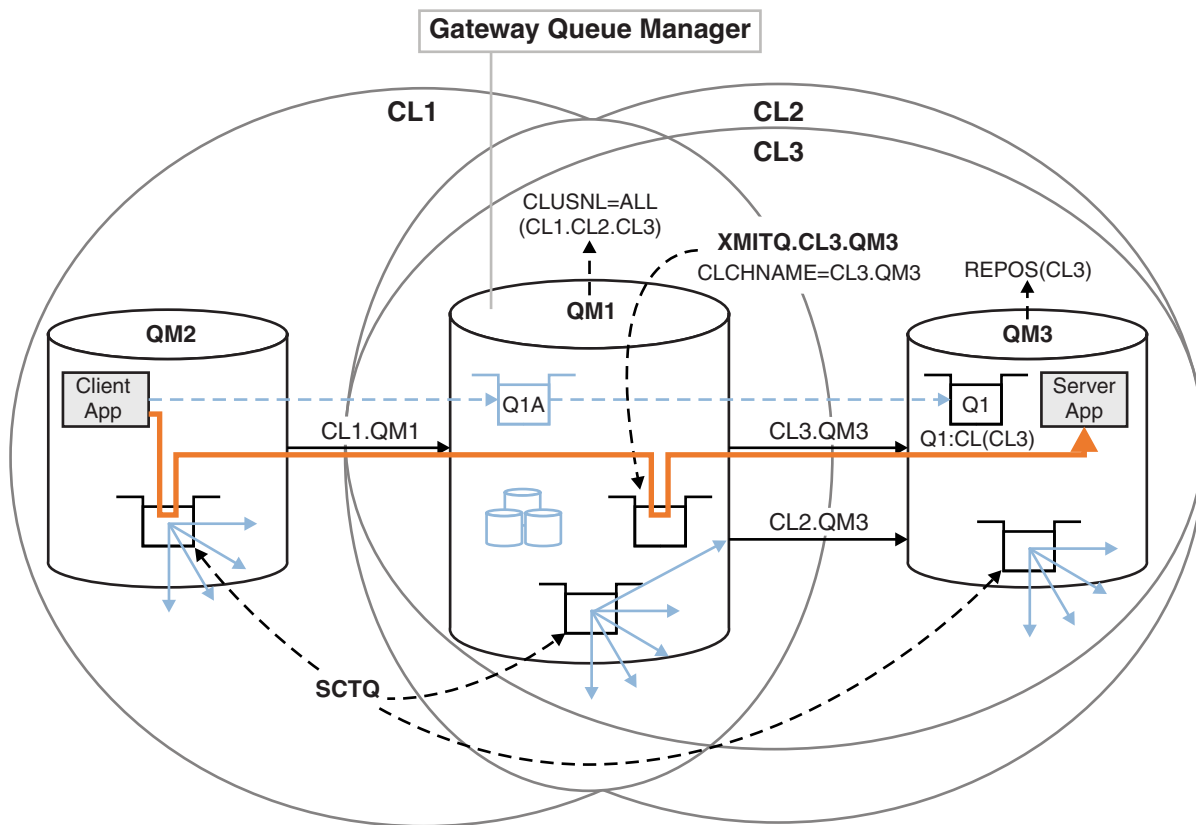 Gateway Queue Manager
CL1
CL2
CL3
CLUSNL=ALL
(CL1.CL2.CL3)
XMITQ.CL3.QM3
CLCHNAME=CL3.QM3
REPOS(CL3)
QM2
QM1
QM3
Client
App
Q1A
Q1
Server
App
CL1.QM1
CL3.QM3
Q1:CL(CL3)
CL2.QM3
SCTQ